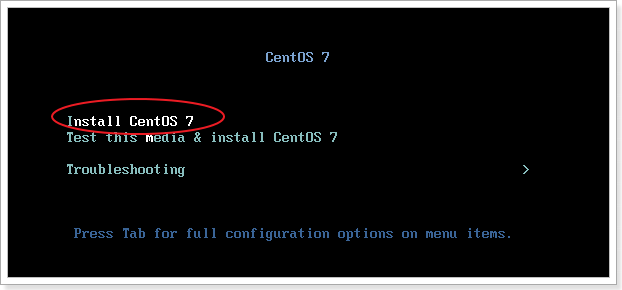 CentOS 7
Install CentOS 7
Test this media & install CentOS 7
Troubleshooting >
Press Tab for full configuration options on menu items.